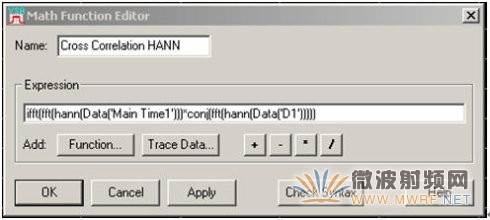 Math Function Editor
Name: Cross Correlation HANN
Expression
ifft(fft(hann(Data('Main Time1')))*conj(fft(hann(Data('D1')))))
Add: Function... Trace Data... + - * /
OK Cancel Apply Check Syntax Help
微波射频网
WWW.MWRF.NET